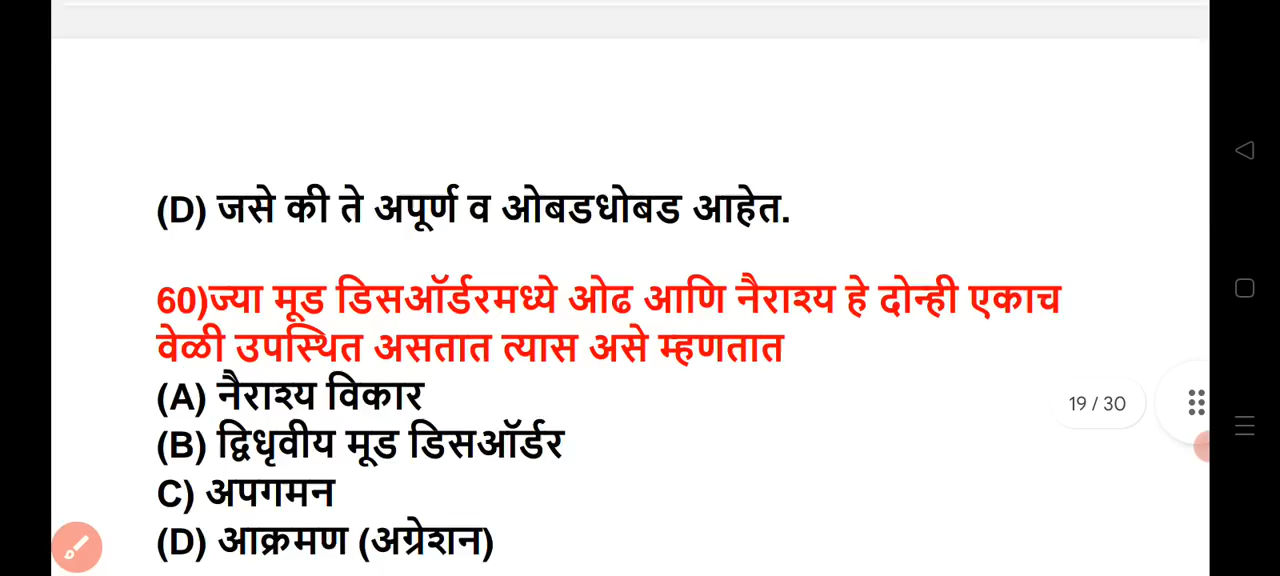 (D) जसे की ते अपूर्ण व ओबडधोबड आहेत.
60)ज्या मूड डिसऑर्डरमध्ये ओढ आणि नैराश्य हे दोन्ही एकाच
वेळी उपस्थित असतात त्यास असे म्हणतात
(A) नैराश्य विकार
(B) द्विधृवीय मूड डिसऑर्डर
C) अपगमन
(D) आक्रमण (अग्रेशान)
19 / 30